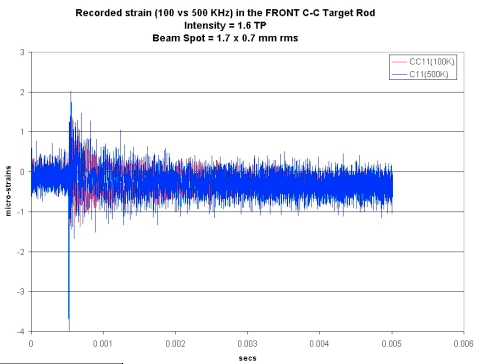 Recorded strain (100 vs 500 KHz) in the FRONT C-C Target Rod
Intensity = 1.6 TP
Beam Spot = 1.7 x 0.7 mm rms
CC11(100K)
C11(500K)
micro-strains
3
2
1
0
-1
-2
-3
-4
0
0.001
0.002
0.003
0.004
0.005
0.006
secs